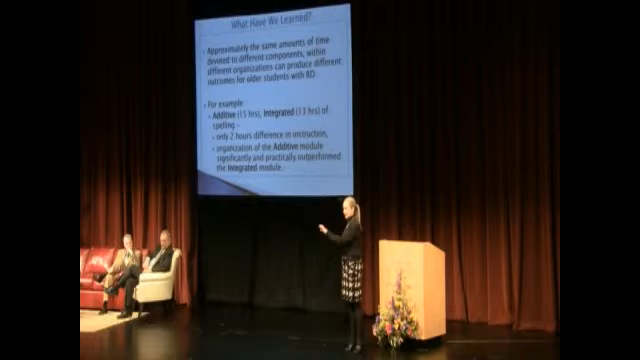 What Have We Learned?
Approximately the same amounts of time
devoted to different components, within
different organizations can produce different
outcomes for older students with RD.
For example:
Additive (15 hrs), Integrated (13 hrs) of
spelling -
only 2 hours difference in instruction,
organization of the Additive module
significantly and practically outperformed
the Integrated module.